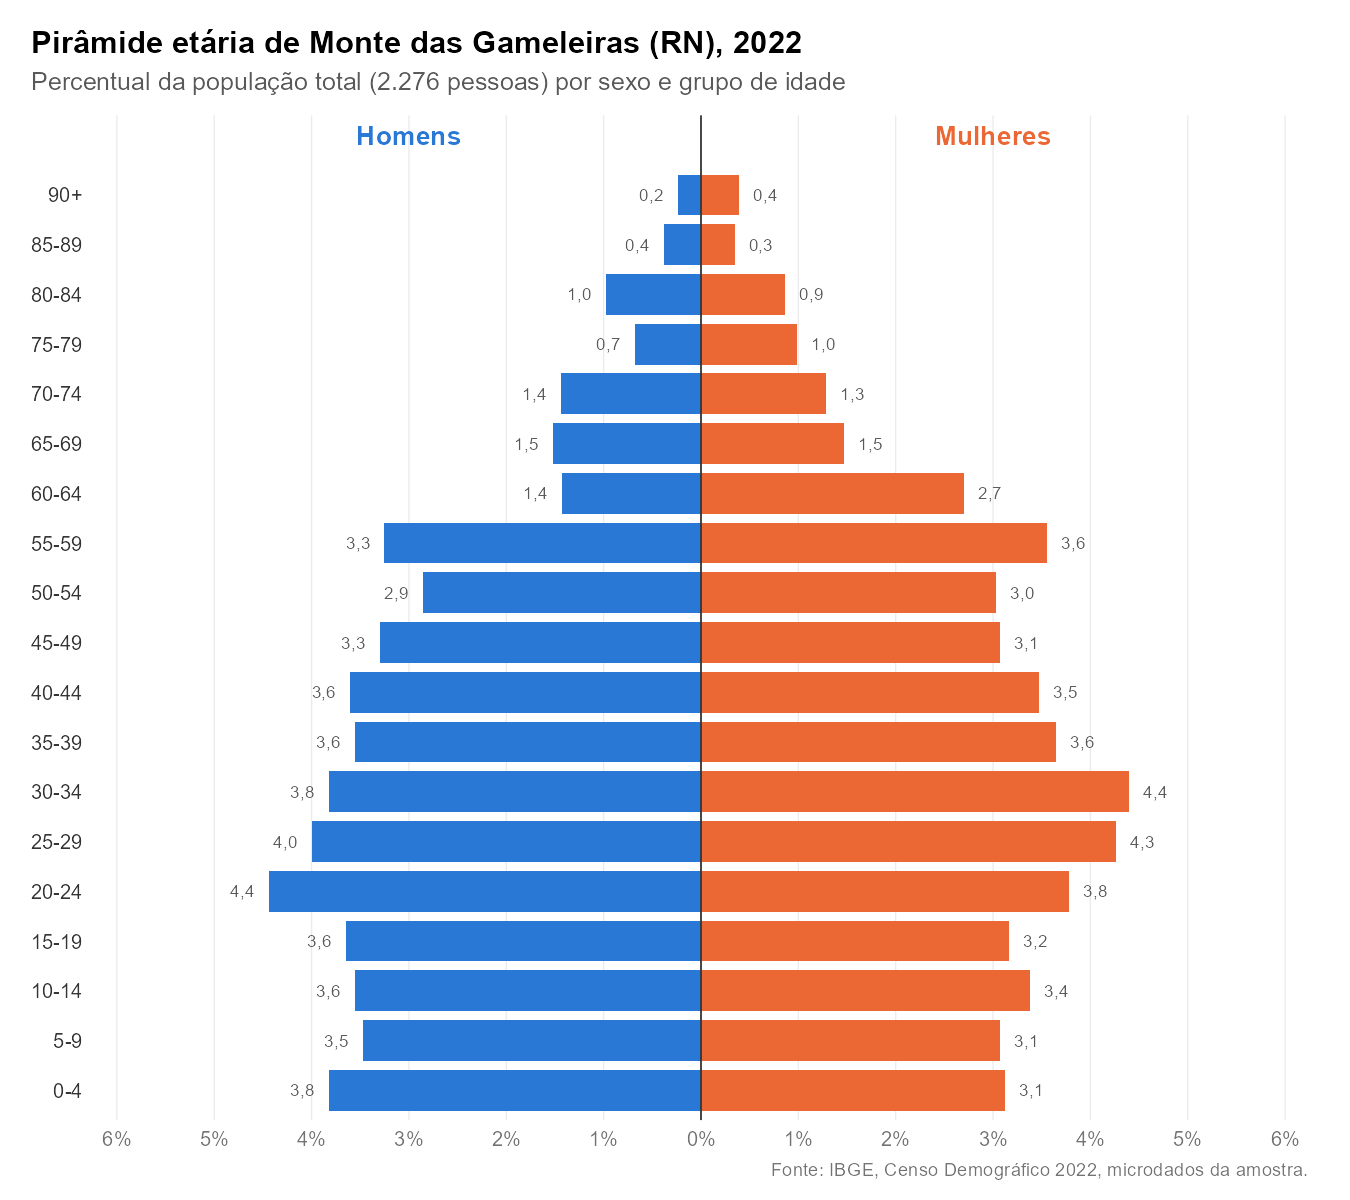 Pirâmide etária de Monte das Gameleiras (RN), 2022
Percentual da população total (2.276 pessoas) por sexo e grupo de idade
Homens Mulheres
90+ 0,2 0,4
85-89 0,4 0,3
80-84 1,0 0,9
75-79 0,7 1,0
70-74 1,4 1,3
65-69 1,5 1,5
60-64 1,4 2,7
55-59 3,3 3,6
50-54 2,9 3,0
45-49 3,3 3,1
40-44 3,6 3,5
35-39 3,6 3,6
30-34 3,8 4,4
25-29 4,0 4,3
20-24 4,4 3,8
15-19 3,6 3,2
10-14 3,6 3,4
5-9 3,5 3,1
0-4 3,8 3,1
6% 5% 4% 3% 2% 1% 0% 1% 2% 3% 4% 5% 6%
Fonte: IBGE, Censo Demográfico 2022, microdados da amostra.